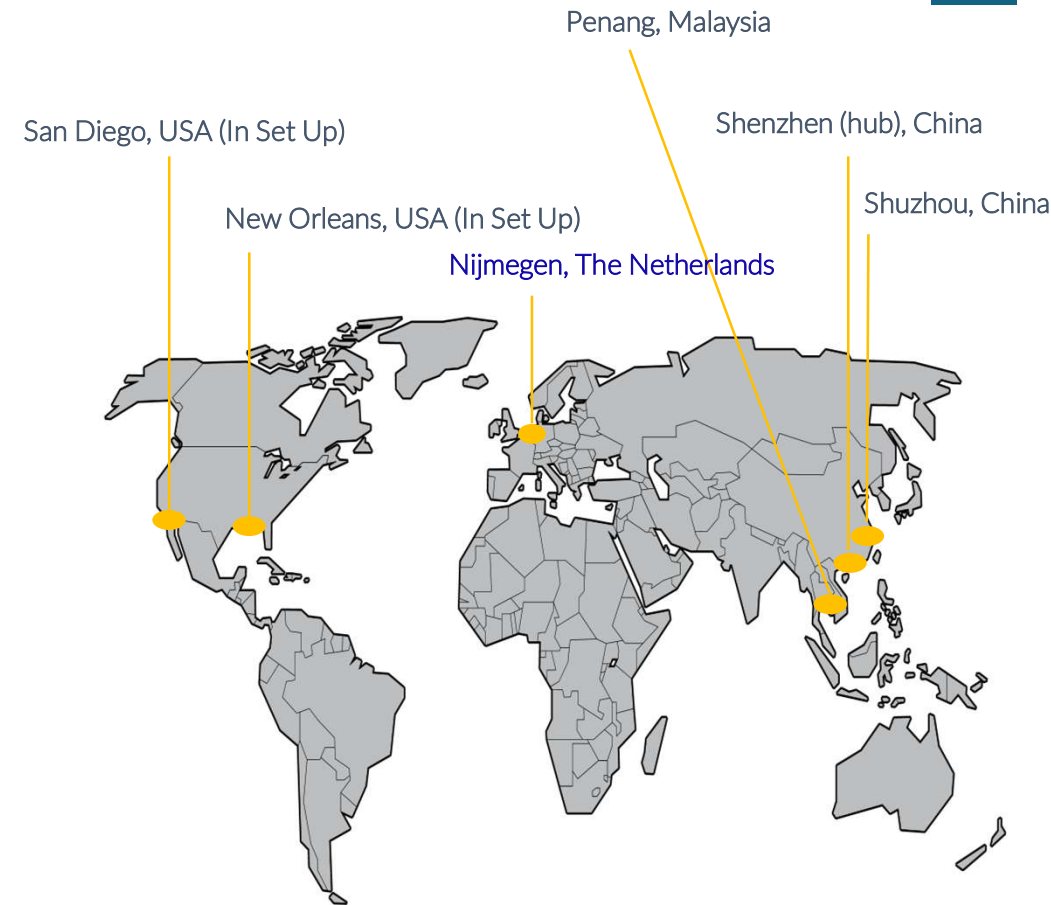 Penang, Malaysia
Shenzhen (hub), China
San Diego, USA (In Set Up)
Shuzhou, China
New Orleans, USA (In Set Up)
Nijmegen, The Netherlands